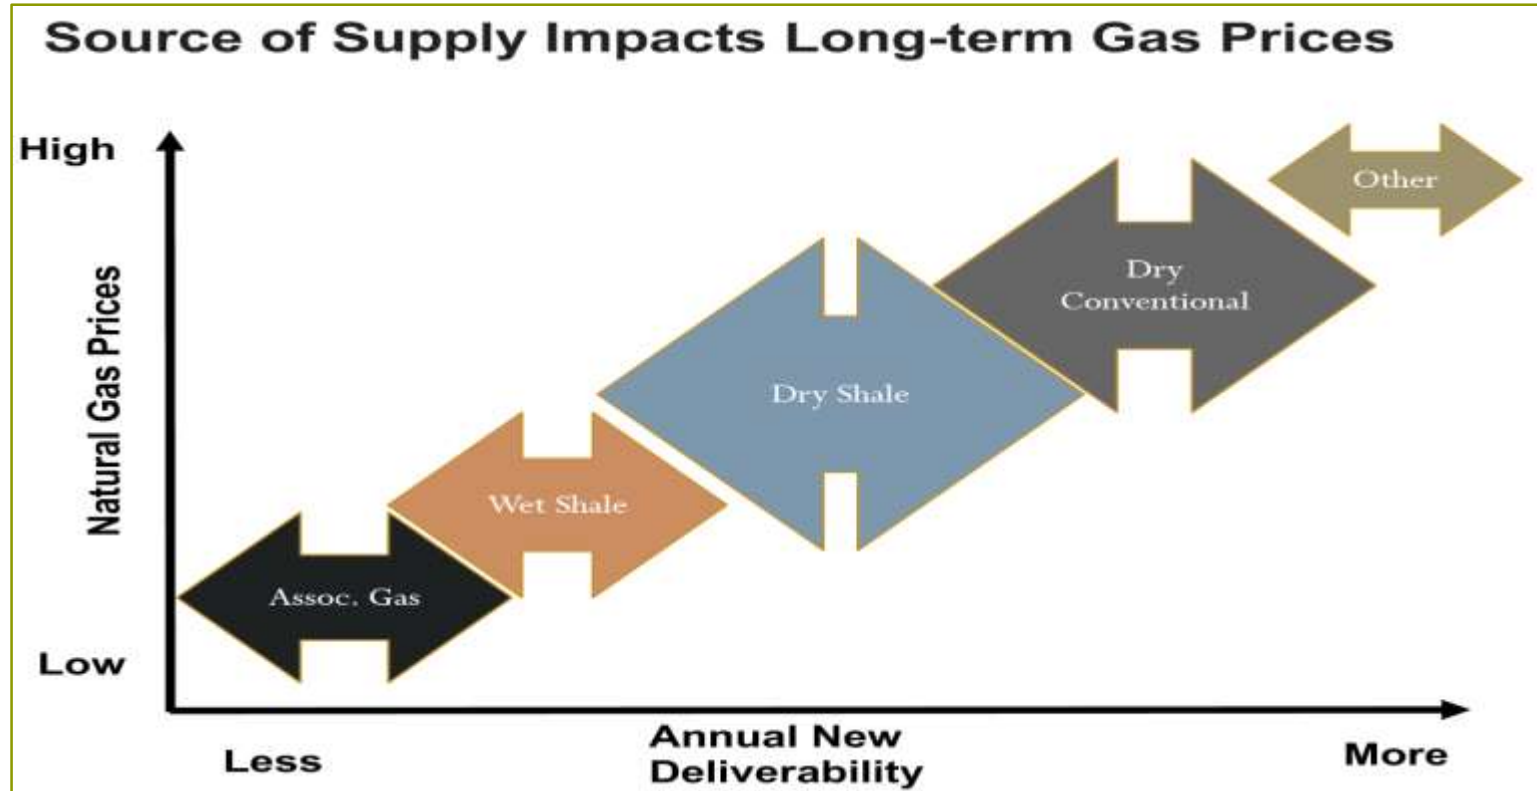 Source of Supply Impacts Long-term Gas Prices
High
Other
Dry
Conventional
Natural Gas Prices
Dry Shale
Wet Shale
Assoc. Gas
Low
Less
Annual New
Deliverability
More